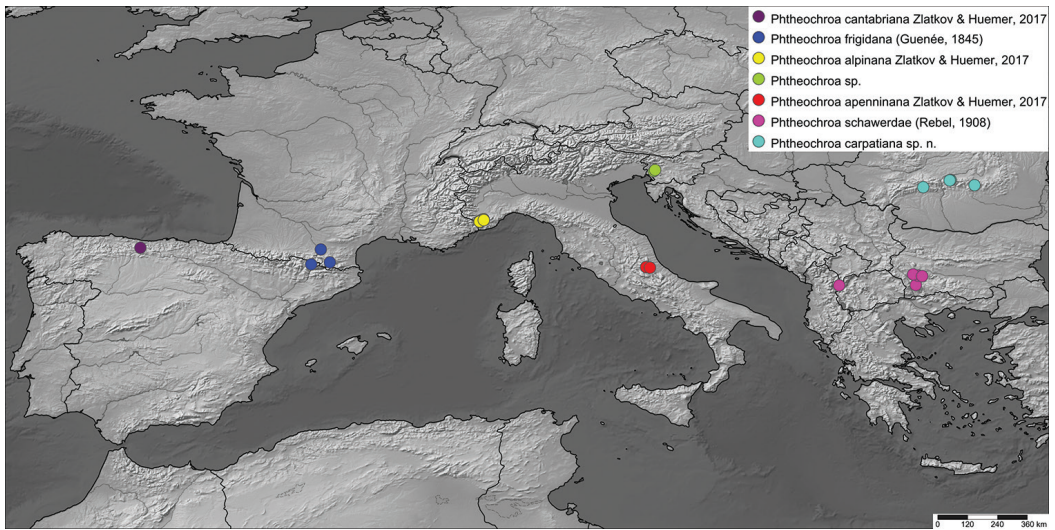 Phtheochroa cantabriana Zlatkov & Huemer, 2017
Phtheochroa frigidana (Guenée, 1845)
Phtheochroa alpinana Zlatkov & Huemer, 2017
Phtheochroa sp.
Phtheochroa apenninana Zlatkov & Huemer, 2017
Phtheochroa schawerdae (Rebel, 1908)
Phtheochroa carpatiana sp. n.
0 120 240 360 km